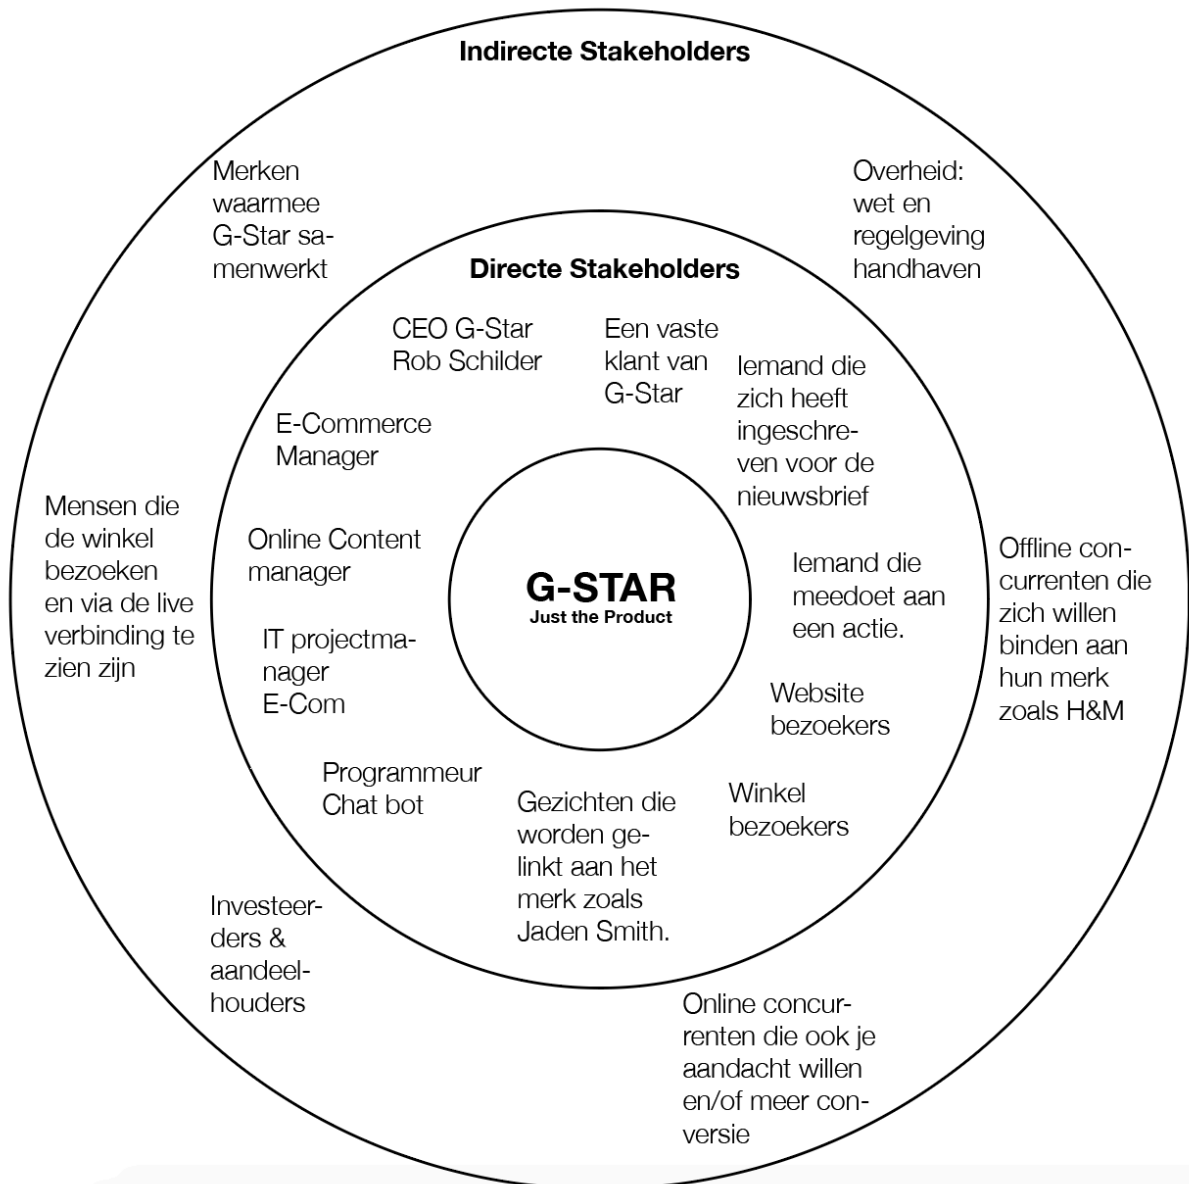 Indirecte Stakeholders
Merken
waarmee
G-Star sa-
menwerkt
Overheid:
wet en
regelgeving
handhaven
Directe Stakeholders
CEO G-Star
Rob Schilder
Een vaste
klant van
G-Star
Iemand die
zich heeft
ingeschre-
ven voor de
nieuwsbrief
E-Commerce
Manager
Mensen die
de winkel
bezoeken
en via de live
verbinding te
zien zijn
Online Content
manager
G-STAR
Just the Product
Iemand die
meedoet aan
een actie.
Offline con-
currenten die
zich willen
binden aan
hun merk
zoals H&M
IT projectma-
nager
E-Com
Website
bezoekers
Programmeur
Chat bot
Gezichten die
worden ge-
linkt aan het
merk zoals
Jaden Smith.
Winkel
bezoekers
Investeer-
ders &
aandeel-
houders
Online concur-
renten die ook je
aandacht willen
en/of meer con-
versie